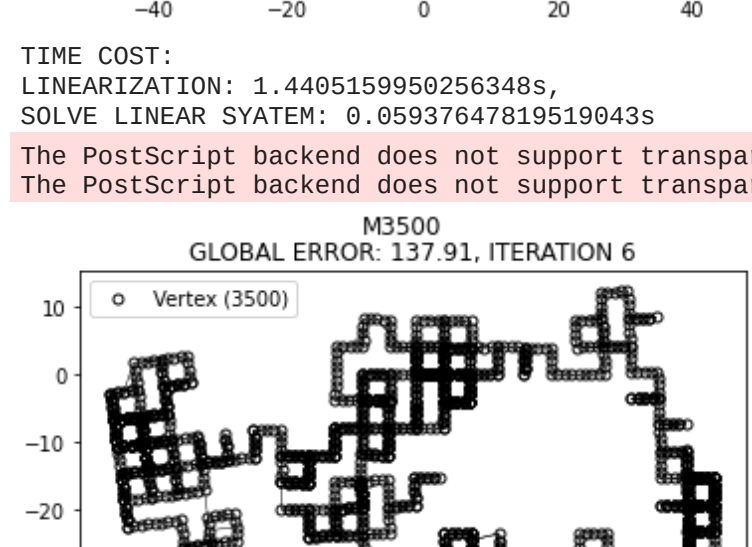 −40 −20 0 20 40
TIME COST:
LINEARIZATION: 1.4405159950256348s,
SOLVE LINEAR SYATEM: 0.05937647819519043s
The PostScript backend does not support
The PostScript backend does not support
M3500
GLOBAL ERROR: 137.91, ITERATION 6
Vertex (3500)
10
0
−10
−20